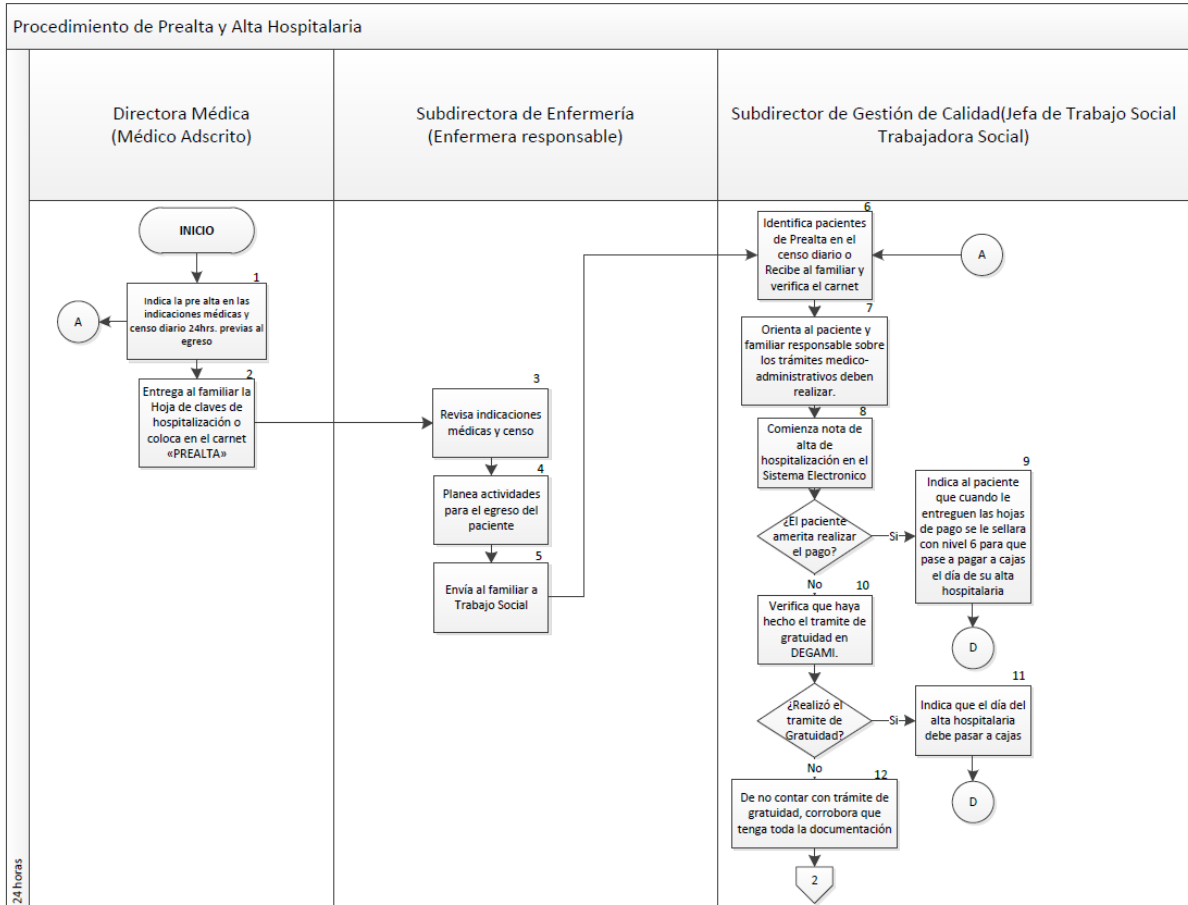 Procedimiento de Prealta y Alta Hospitalaria
Directora Médica
(Médico Adscrito)
Subdirectora de Enfermería
(Enfermera responsable)
Subdirector de Gestión de Calidad(Jefa de Trabajo Social
Trabajadora Social)
24 horas
INICIO
1
Indica la pre alta en las
indicaciones médicas y
censo diario 24hrs. previas al
egreso
A
2
Entrega al familiar la
Hoja de claves de
hospitalización o
coloca en el carnet
«PREALTA»
3
Revisa indicaciones
médicas y censo
4
Planea actividades
para el egreso del
paciente
5
Envía al familiar a
Trabajo Social
6
Identifica pacientes
de Prealta en el
censo diario o
Recibe al familiar y
verifica el carnet
A
7
Orienta al paciente y
familiar responsable sobre
los trámites medico-
administrativos deben
realizar.
8
Comienza nota de
alta de
hospitalización en el
Sistema Electronico
¿El paciente
amerita realizar
el pago?
Si
9
Indica al paciente
que cuando le
entreguen las hojas
de pago se le sellara
con nivel 6 para que
pase a pagar a cajas
el día de su alta
hospitalaria
D
No
10
Verifica que haya
hecho el tramite de
gratuidad en
DEGAMI.
¿Realizó el
tramite de
Gratuidad?
Si
11
Indica que el día del
alta hospitalaria
debe pasar a cajas
D
No
12
De no contar con trámite de
gratuidad, corrobora que
tenga toda la documentación
2